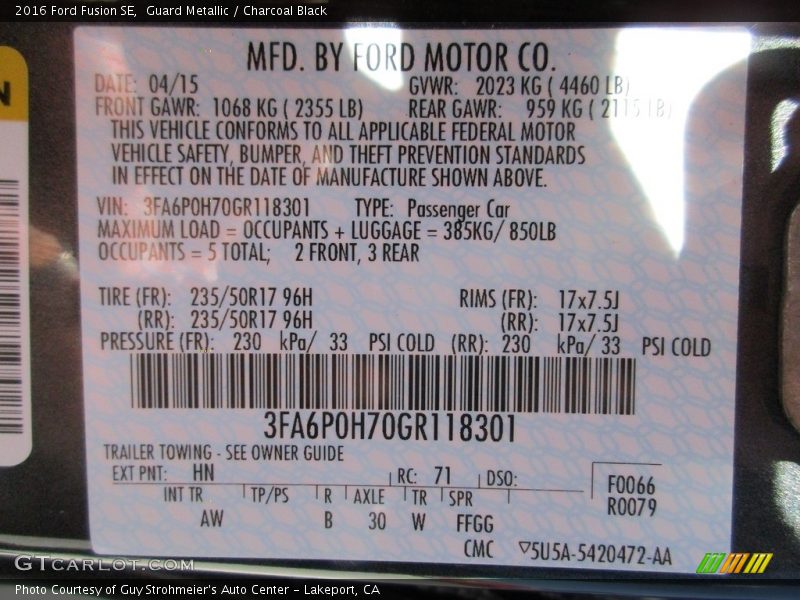 2016 Ford Fusion SE,  Guard Metallic / Charcoal Black
MFD. BY FORD MOTOR CO.
DATE: 04/15 GVWR: 2023 KG ( 4460 LB)
FRONT GAWR: 1068 KG ( 2355 LB) REAR GAWR: 959 KG ( 2115 LB)
THIS VEHICLE CONFORMS TO ALL APPLICABLE FEDERAL MOTOR
VEHICLE SAFETY, BUMPER, AND THEFT PREVENTION STANDARDS
IN EFFECT ON THE DATE OF MANUFACTURE SHOWN ABOVE.
VIN: 3FA6P0H70GR118301 TYPE: Passenger Car
MAXIMUM LOAD = OCCUPANTS + LUGGAGE = 385KG/ 850LB
OCCUPANTS = 5 TOTAL; 2 FRONT, 3 REAR
TIRE (FR): 235/50R17 96H RIMS (FR): 17x7.5J
(RR): 235/50R17 96H (RR): 17x7.5J
PRESSURE (FR): 230 kPa/ 33 PSI COLD (RR): 230 kPa/ 33 PSI COLD
3FA6P0H70GR118301
TRAILER TOWING - SEE OWNER GUIDE
EXT PNT: HN RC: 71 DSO:
INT TR TP/PS R AXLE TR SPR
AW B 30 W FFGG
F0066
R0079
CMC ▽5U5A-5420472-AA
N
GTCARLOT.COM
Photo Courtesy of Guy Strohmeier's Auto Center - Lakeport, CA